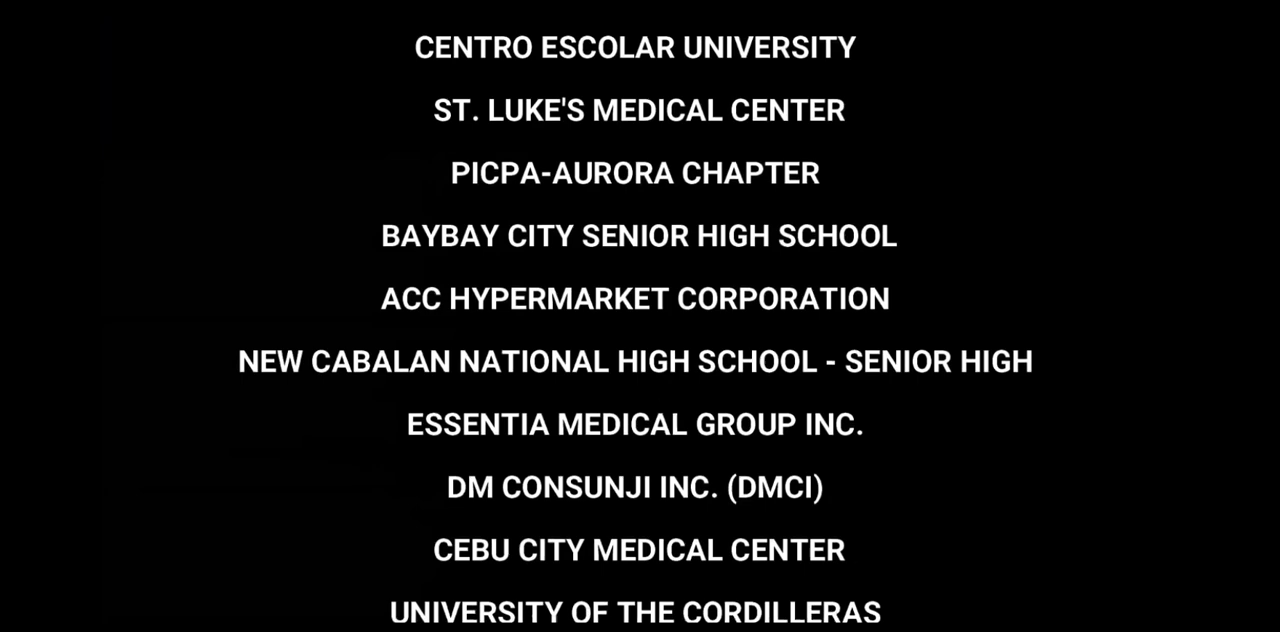 CENTRO ESCOLAR UNIVERSITY
ST. LUKE'S MEDICAL CENTER
PICPA-AURORA CHAPTER
BAYBAY CITY SENIOR HIGH SCHOOL
ACC HYPERMARKET CORPORATION
NEW CABALAN NATIONAL HIGH SCHOOL - SENIOR HIGH
ESSENTIA MEDICAL GROUP INC.
DM CONSUNJI INC. (DMCI)
CEBU CITY MEDICAL CENTER
UNIVERSITY OF THE CORDILLERAS